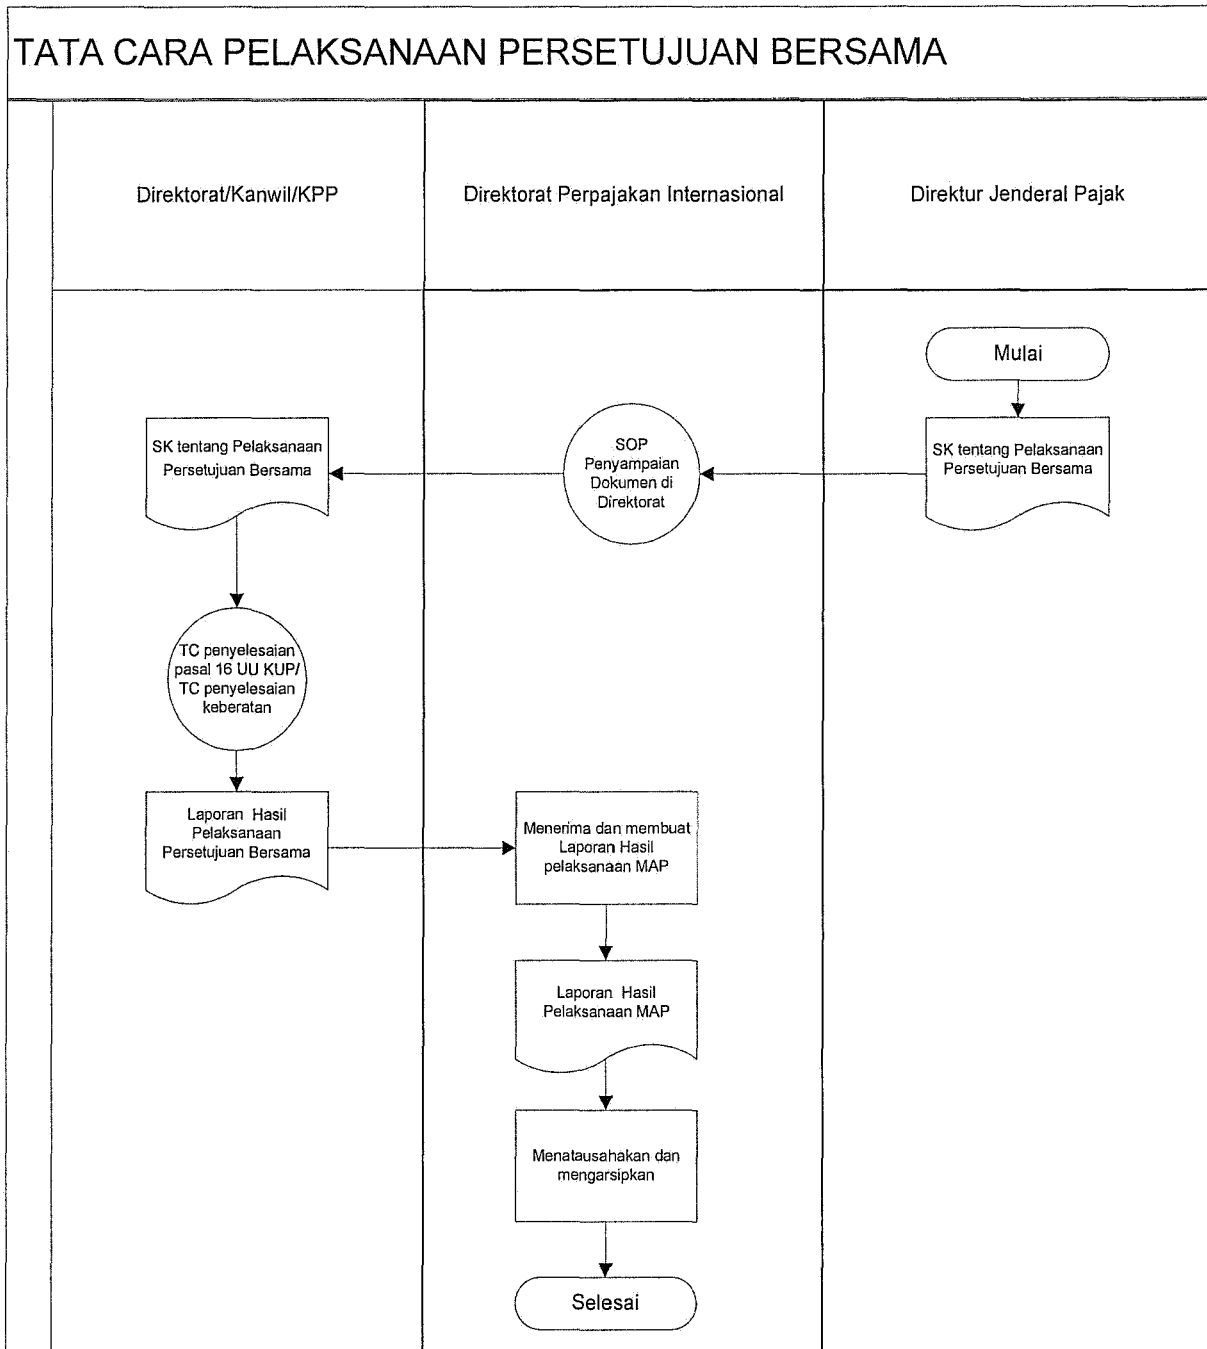 TATA CARA PELAKSANAAN PERSETUJUAN BERSAMA
Direktorat/Kanwil/KPP
Direktorat Perpajakan Internasional
Direktur Jenderal Pajak
Mulai
SK tentang Pelaksanaan
Persetujuan Bersama
SOP
Penyampaian
Dokumen di
Direktorat
SK tentang Pelaksanaan
Persetujuan Bersama
TC penyelesaian
pasal 16 UU KUP/
TC penyelesaian
keberatan
Laporan Hasil
Pelaksanaan
Persetujuan Bersama
Menerima dan membuat
Laporan Hasil
pelaksanaan MAP
Laporan Hasil
Pelaksanaan MAP
Menatausahakan dan
mengarsipkan
Selesai